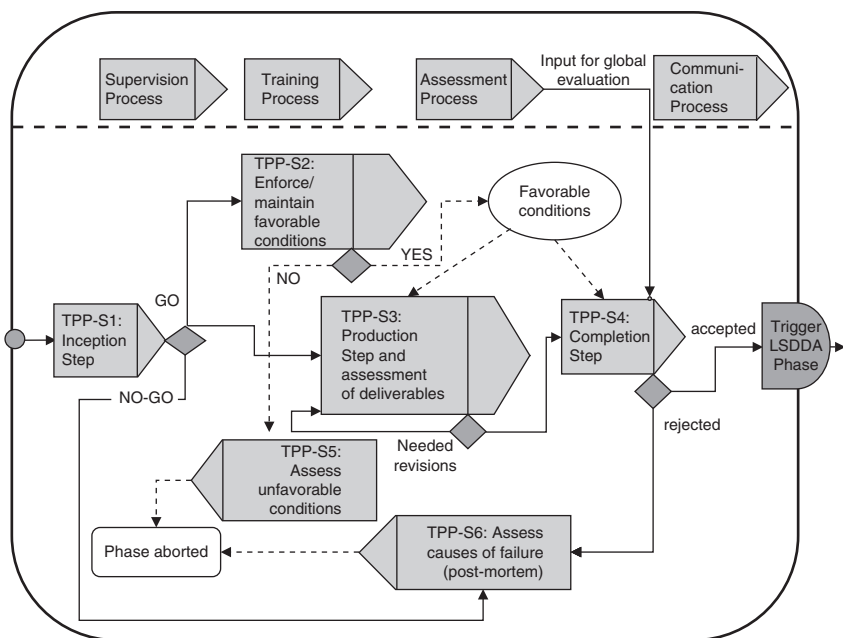 Supervision
Process
Training
Process
Assessment
Process
Input for global
evaluation
Communi-
cation
Process
TPP-S2:
Enforce/
maintain
favorable
conditions
Favorable
conditions
YES
NO
GO
TPP-S1:
Inception
Step
NO-GO
TPP-S3:
Production
Step and
assessment
of deliverables
TPP-S4:
Completion
Step
accepted
Trigger
LSDDA
Phase
rejected
Needed
revisions
TPP-S5:
Assess
unfavorable
conditions
Phase aborted
TPP-S6: Assess
causes of failure
(post-mortem)